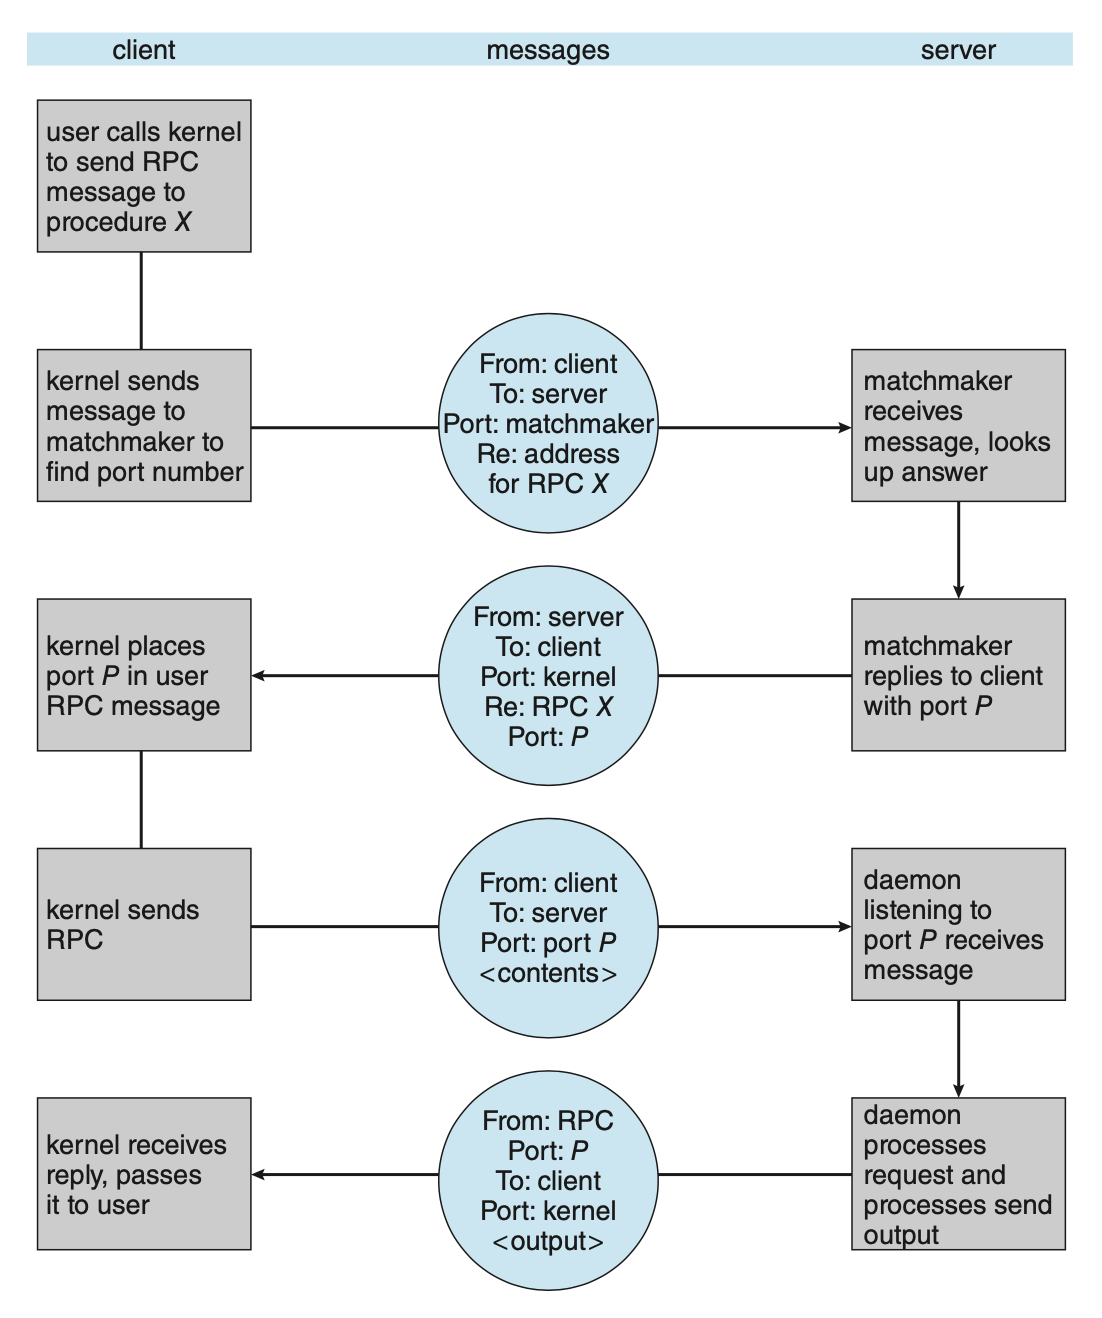 client
messages
server
user calls kernel
to send RPC
message to
procedure X
kernel sends
message to
matchmaker to
find port number
From: client
To: server
Port: matchmaker
Re: address
for RPC X
matchmaker
receives
message, looks
up answer
kernel places
port P in user
RPC message
From: server
To: client
Port: kernel
Re: RPC X
Port: P
matchmaker
replies to client
with port P
kernel sends
RPC
From: client
To: server
Port: port P
<contents>
daemon
listening to
port P receives
message
kernel receives
reply, passes
it to user
From: RPC
Port: P
To: client
Port: kernel
<output>
daemon
processes
request and
processes send
output